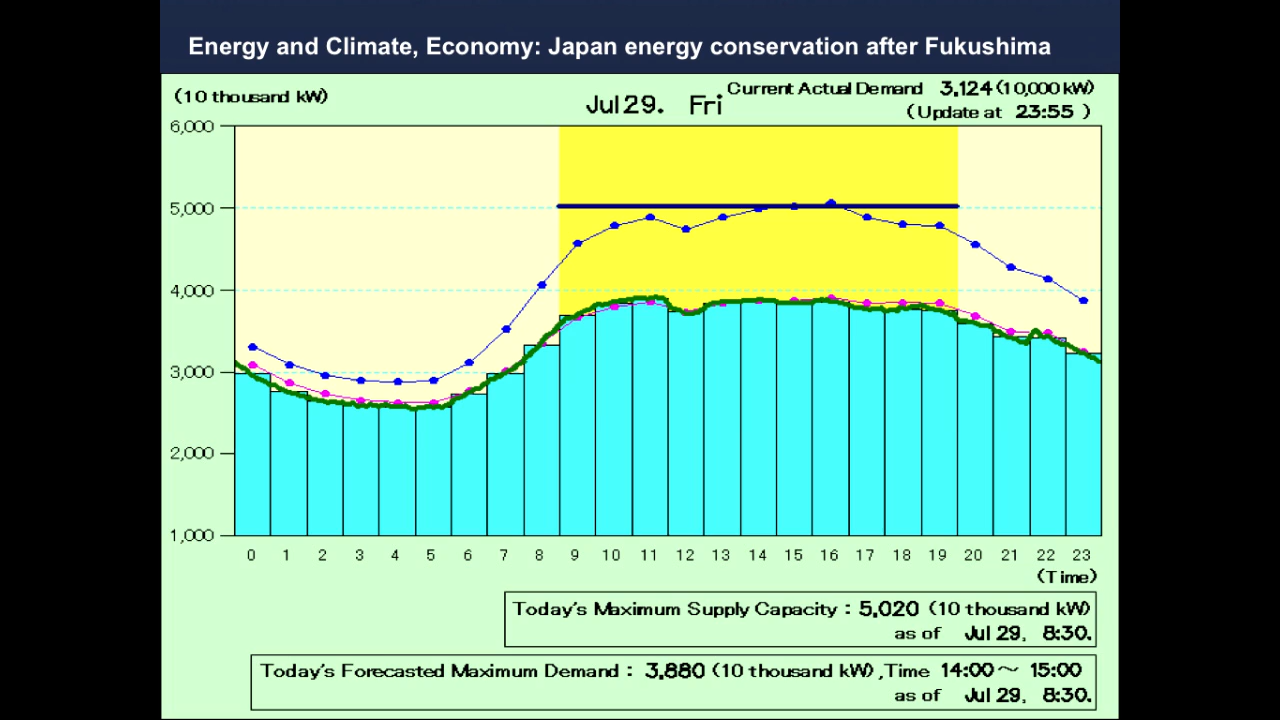 Energy and Climate, Economy: Japan energy conservation after Fukushima
(10 thousand kW)
Jul 29. Fri
Current Actual Demand 3,124 (10,000 kW)
(Update at 23:55 )
6,000
5,000
4,000
3,000
2,000
1,000
0 1 2 3 4 5 6 7 8 9 10 11 12 13 14 15 16 17 18 19 20 21 22 23
(Time)
Today's Maximum Supply Capacity : 5,020 (10 thousand kW)
as of Jul 29, 8:30.
Today's Forecasted Maximum Demand : 3,880 (10 thousand kW) ,Time 14:00 ~ 15:00
as of Jul 29, 8:30.